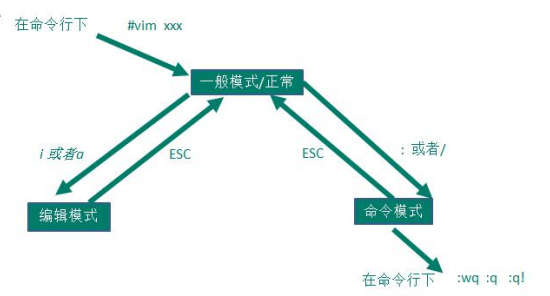 在命令行下 #vim xxx
一般模式/正常
i 或者a
ESC
ESC
: 或者/
编辑模式
命令模式
在命令行下 :wq :q :q!